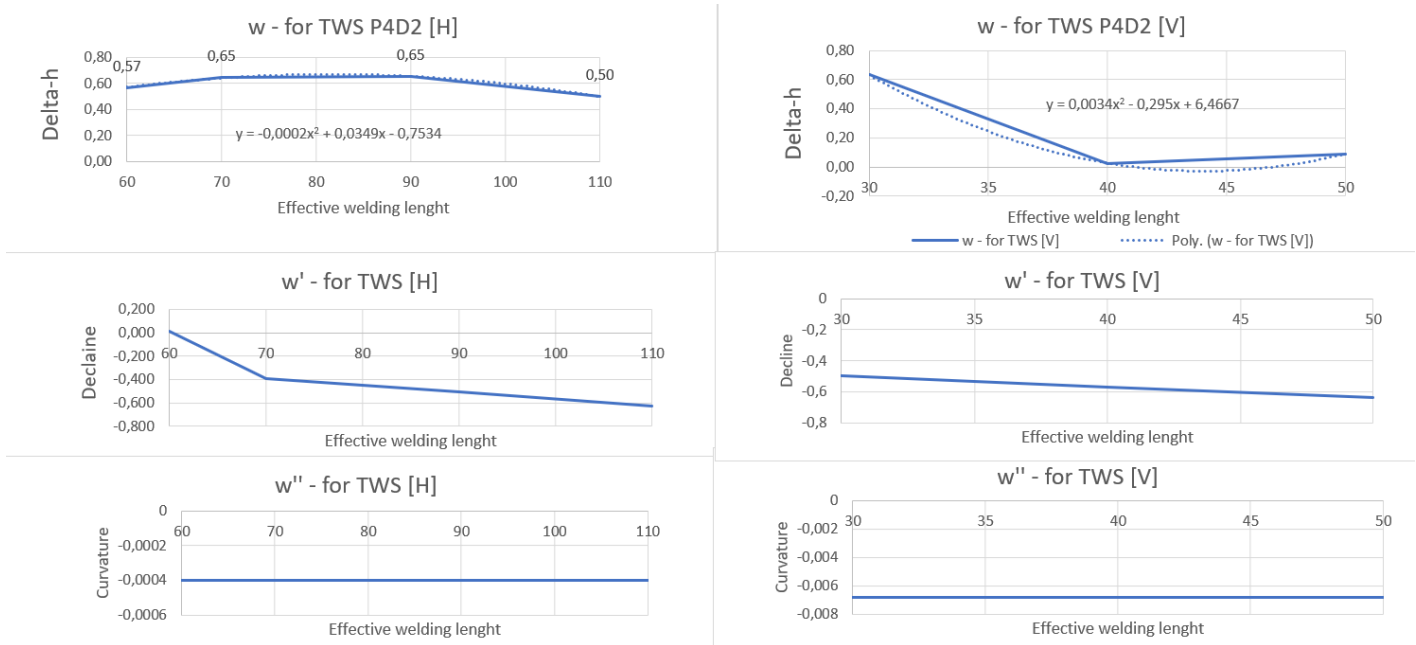 w - for TWS P4D2 [H]
Delta-h
0,80
0,60
0,40
0,20
0,00
0,57
0,65
0,65
0,50
y = -0,0002x² + 0,0349x - 0,7534
60 70 80 90 100 110
Effective welding lenght
w - for TWS P4D2 [V]
Delta-h
0,80
0,60
0,40
0,20
0,00
-0,20
y = 0,0034x² - 0,295x + 6,4667
30 35 40 45 50
Effective welding lenght
w - for TWS [V] Poly. (w - for TWS [V])
w' - for TWS [H]
Declaine
0,200
0,000
-0,200
-0,400
-0,600
-0,800
60 70 80 90 100 110
Effective welding lenght
w' - for TWS [V]
Decline
0
-0,2
-0,4
-0,6
-0,8
30 35 40 45 50
Effective welding lenght
w'' - for TWS [H]
Curvature
0
-0,0002
-0,0004
-0,0006
60 70 80 90 100 110
Effective welding lenght
w'' - for TWS [V]
Curvature
0
-0,002
-0,004
-0,006
-0,008
30 35 40 45 50
Effective welding lenght